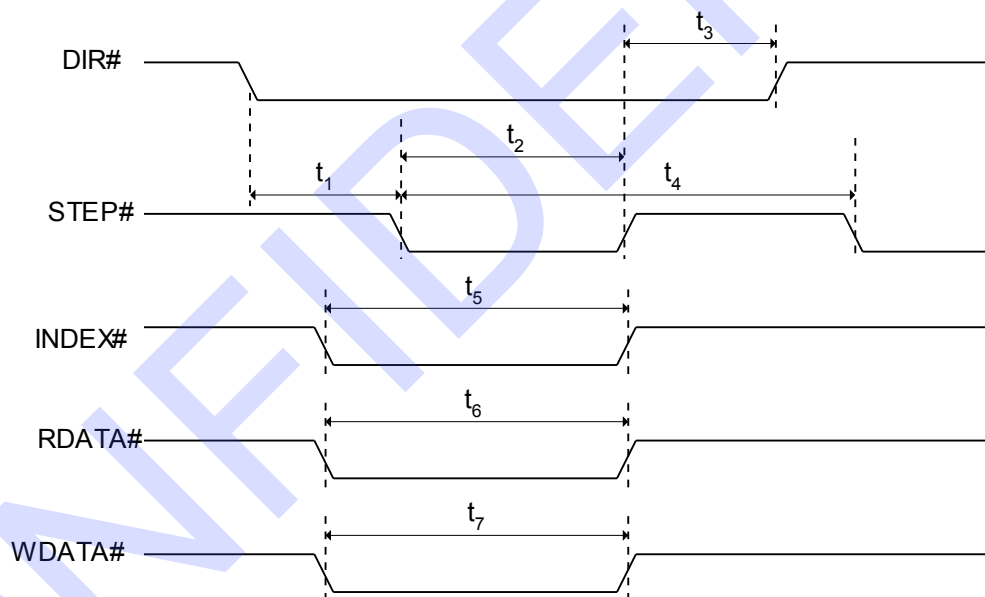 t3
DIR#
t2
t1
t4
STEP#
t5
INDEX#
t6
RDATA#
t7
WDATA#